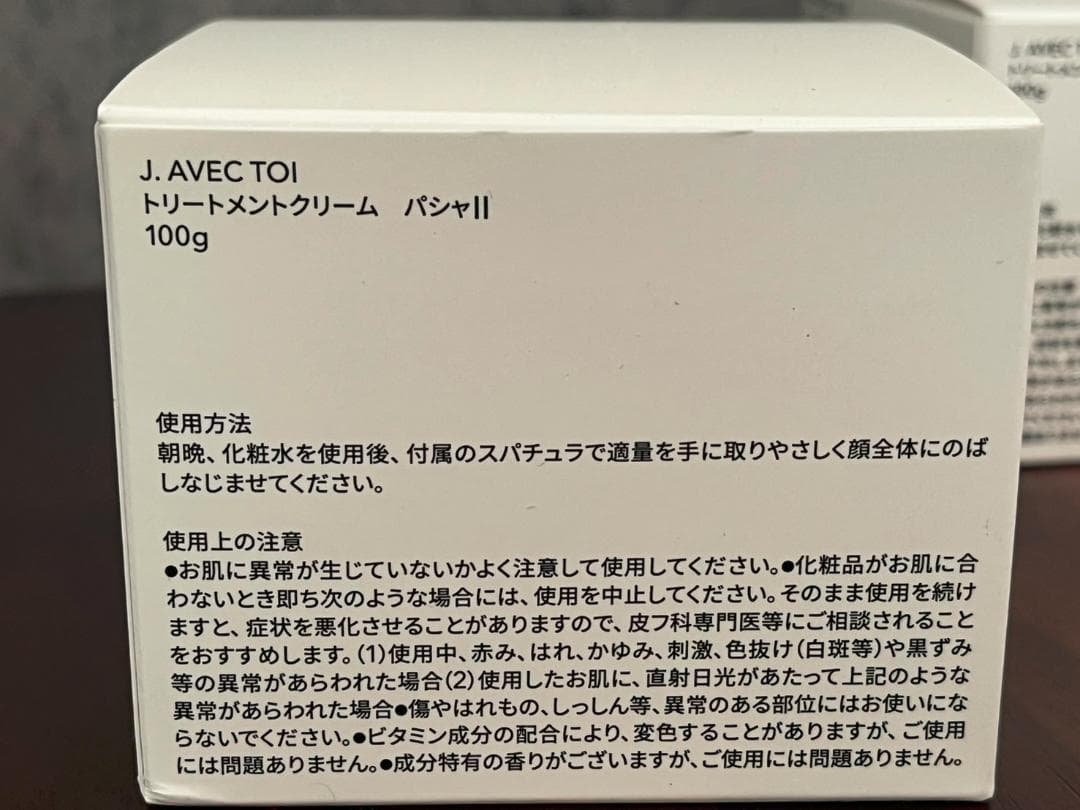 J. AVEC TOI
トリートメントクリーム　パシャII
100g
使用方法
朝晩、化粧水を使用後、付属のスパチュラで適量を手に取りやさしく顔全体にのば
しなじませてください。
使用上の注意
●お肌に異常が生じていないかよく注意して使用してください。●化粧品がお肌に合
わないとき即ち次のような場合には、使用を中止してください。そのまま使用を続け
ますと、症状を悪化させることがありますので、皮フ科専門医等にご相談されること
をおすすめします。（1）使用中、赤み、はれ、かゆみ、刺激、色抜け（白斑等）や黒ずみ
等の異常があらわれた場合（2）使用したお肌に、直射日光があたって上記のような
異常があらわれた場合●傷やはれもの、しっしん等、異常のある部位にはお使いにな
らないでください。●ビタミン成分の配合により、変色することがありますが、ご使用
には問題ありません。●成分特有の香りがございますが、ご使用には問題ありません。
J. AVEC T
100g